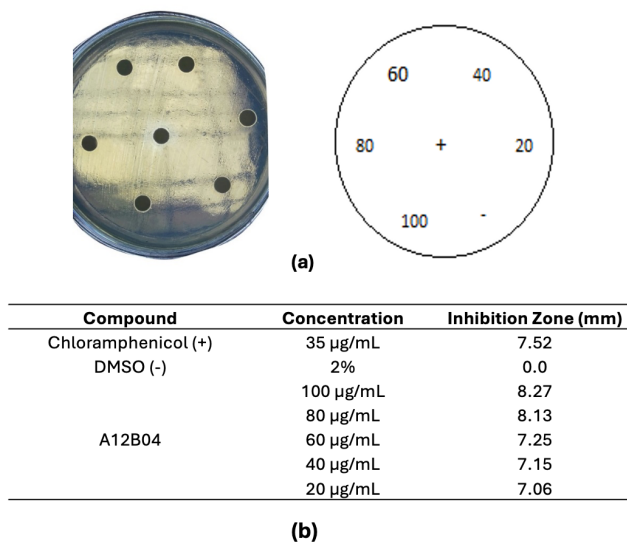 60 40
80 + 20
100 -
(a)
Compound Concentration Inhibition Zone (mm)
Chloramphenicol (+) 35 µg/mL 7.52
DMSO (-) 2% 0.0
100 µg/mL 8.27
80 µg/mL 8.13
A12B04 60 µg/mL 7.25
40 µg/mL 7.15
20 µg/mL 7.06
(b)